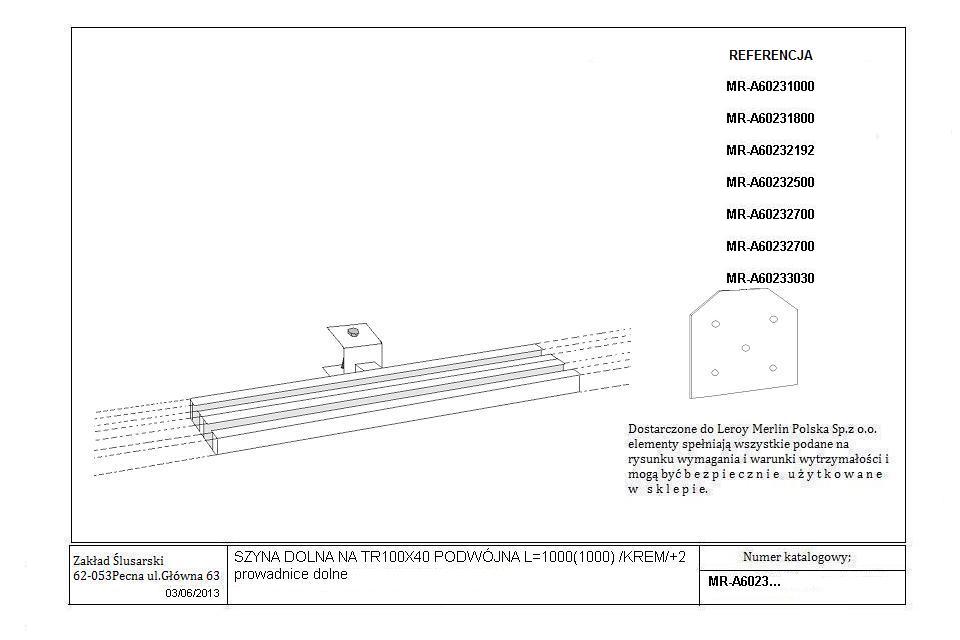 REFERENCJA
MR-A60231000
MR-A60231800
MR-A60232192
MR-A60232500
MR-A60232700
MR-A60232700
MR-A60233030
Dostarczone do Leroy Merlin Polska Sp.z o.o.
elementy spełniają wszystkie podane na
rysunku wymagania i warunki wytrzymałości i
mogą być b e z p i e c z n i e u ż y t k o w a n e
w s k l e p i e.
Zakład Ślusarski
62-053Pecna ul.Główna 63
03/06/2013
SZYNA DOLNA NA TR100X40 PODWÓJNA L=1000(1000) /KREM/+2
prowadnice dolne
Numer katalogowy;
MR-A6023...